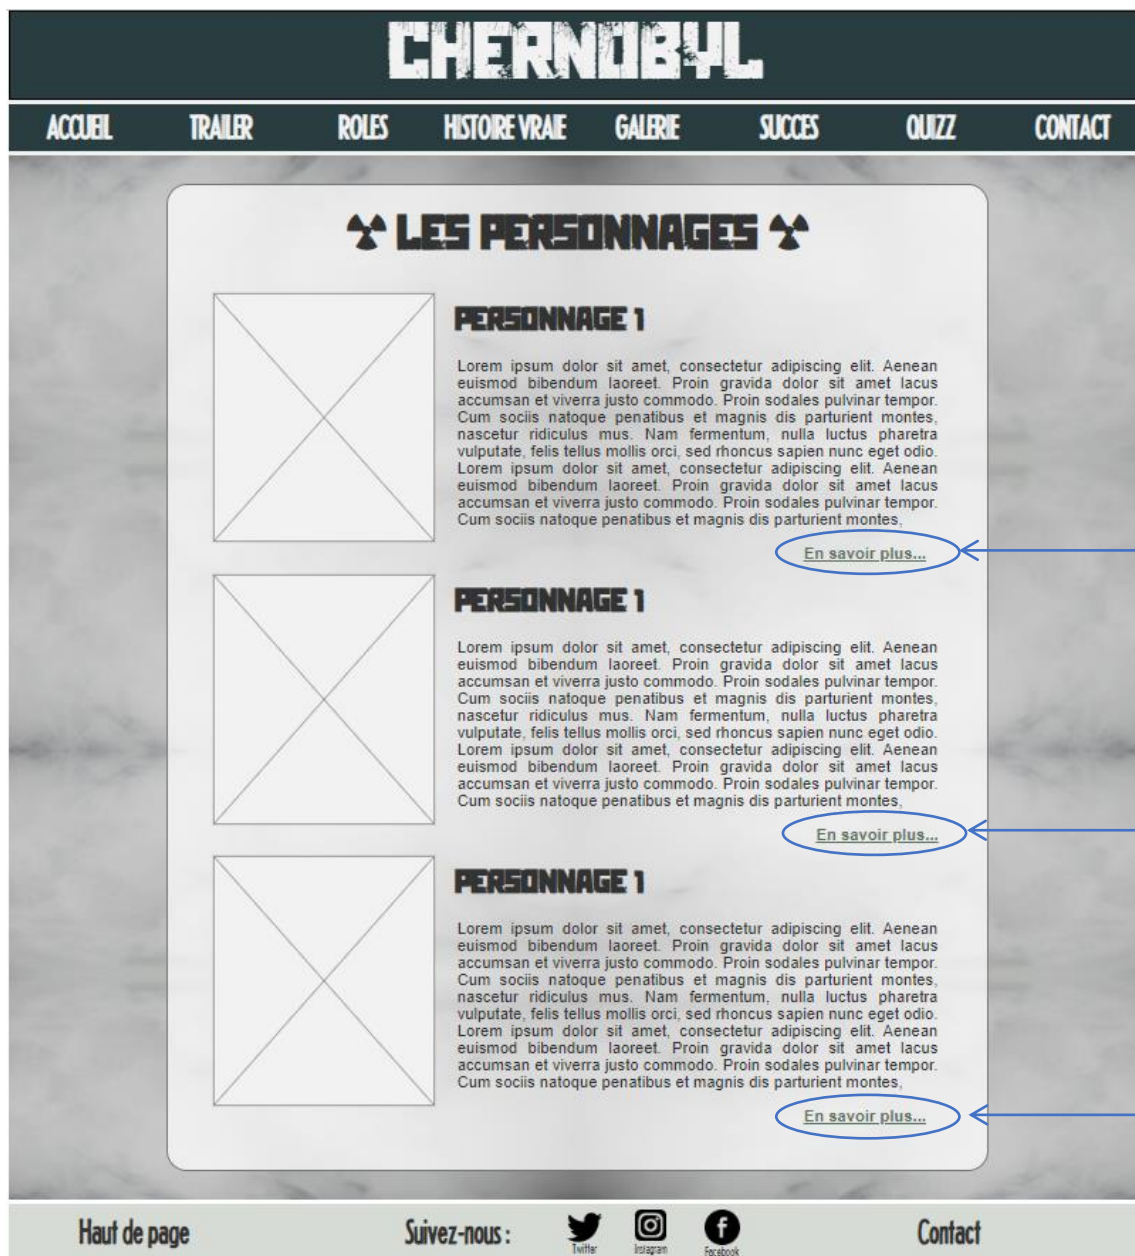 CHERNOBYL
ACCUEIL TRAILER ROLES HISTOIRE VRAIE GALERIE SUCCES QUIZZ CONTACT
LES PERSONNAGES
PERSONNAGE 1
Lorem ipsum dolor sit amet, consectetur adipiscing elit. Aenean
euismod bibendum laoreet. Proin gravida dolor sit amet lacus
accumsan et viverra justo commodo. Proin sodales pulvinar tempor.
Cum sociis natoque penatibus et magnis dis parturient montes,
nascetur ridiculus mus. Nam fermentum, nulla luctus pharetra
vulputate, felis tellus mollis orci, sed rhoncus sapien nunc eget odio.
Lorem ipsum dolor sit amet, consectetur adipiscing elit. Aenean
euismod bibendum laoreet. Proin gravida dolor sit amet lacus
accumsan et viverra justo commodo. Proin sodales pulvinar tempor.
Cum sociis natoque penatibus et magnis dis parturient montes,
En savoir plus...
PERSONNAGE 1
Lorem ipsum dolor sit amet, consectetur adipiscing elit. Aenean
euismod bibendum laoreet. Proin gravida dolor sit amet lacus
accumsan et viverra justo commodo. Proin sodales pulvinar tempor.
Cum sociis natoque penatibus et magnis dis parturient montes,
nascetur ridiculus mus. Nam fermentum, nulla luctus pharetra
vulputate, felis tellus mollis orci, sed rhoncus sapien nunc eget odio.
Lorem ipsum dolor sit amet, consectetur adipiscing elit. Aenean
euismod bibendum laoreet. Proin gravida dolor sit amet lacus
accumsan et viverra justo commodo. Proin sodales pulvinar tempor.
Cum sociis natoque penatibus et magnis dis parturient montes,
En savoir plus...
PERSONNAGE 1
Lorem ipsum dolor sit amet, consectetur adipiscing elit. Aenean
euismod bibendum laoreet. Proin gravida dolor sit amet lacus
accumsan et viverra justo commodo. Proin sodales pulvinar tempor.
Cum sociis natoque penatibus et magnis dis parturient montes,
nascetur ridiculus mus. Nam fermentum, nulla luctus pharetra
vulputate, felis tellus mollis orci, sed rhoncus sapien nunc eget odio.
Lorem ipsum dolor sit amet, consectetur adipiscing elit. Aenean
euismod bibendum laoreet. Proin gravida dolor sit amet lacus
accumsan et viverra justo commodo. Proin sodales pulvinar tempor.
Cum sociis natoque penatibus et magnis dis parturient montes,
En savoir plus...
Haut de page Suivez-nous : Contact
Twitter Instagram Facebook